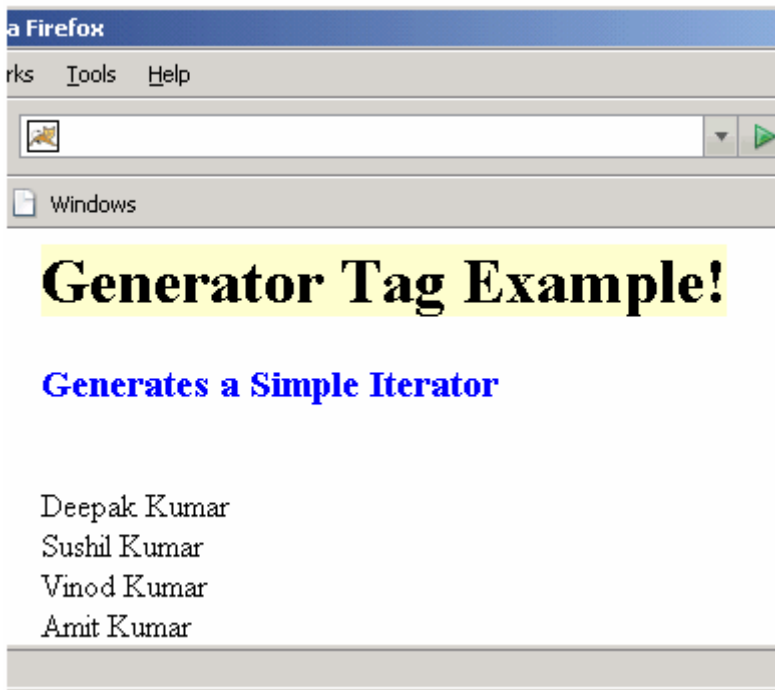 a Firefox
rks Tools Help
Windows
Generator Tag Example!
Generates a Simple Iterator
Deepak Kumar
Sushil Kumar
Vinod Kumar
Amit Kumar